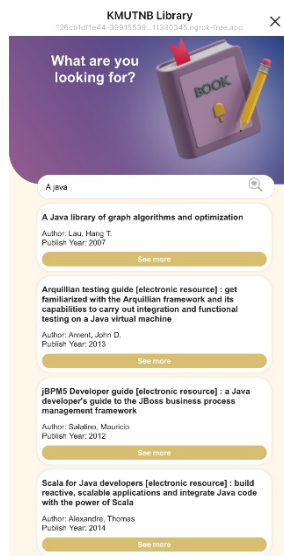 KMUTNB Library
What are you
looking for?
BOOK
A java
A Java library of graph algorithms and optimization
Author: Lau, Hang T.
Publish Year: 2007
See more
Arquillian testing guide [electronic resource] : get
familiarized with the Arquillian framework and its
capabilities to carry out integration and functional
testing on a Java virtual machine
Author: Ament, John D.
Publish Year: 2013
See more
jBPM5 Developer guide [electronic resource] : a Java
developer's guide to the JBoss business process
management framework
Author: Salatino, Mauricio
Publish Year: 2012
See more
Scala for Java developers [electronic resource] : build
reactive, scalable applications and integrate Java code
with the power of Scala
Author: Alexandre, Thomas
Publish Year: 2014
See more